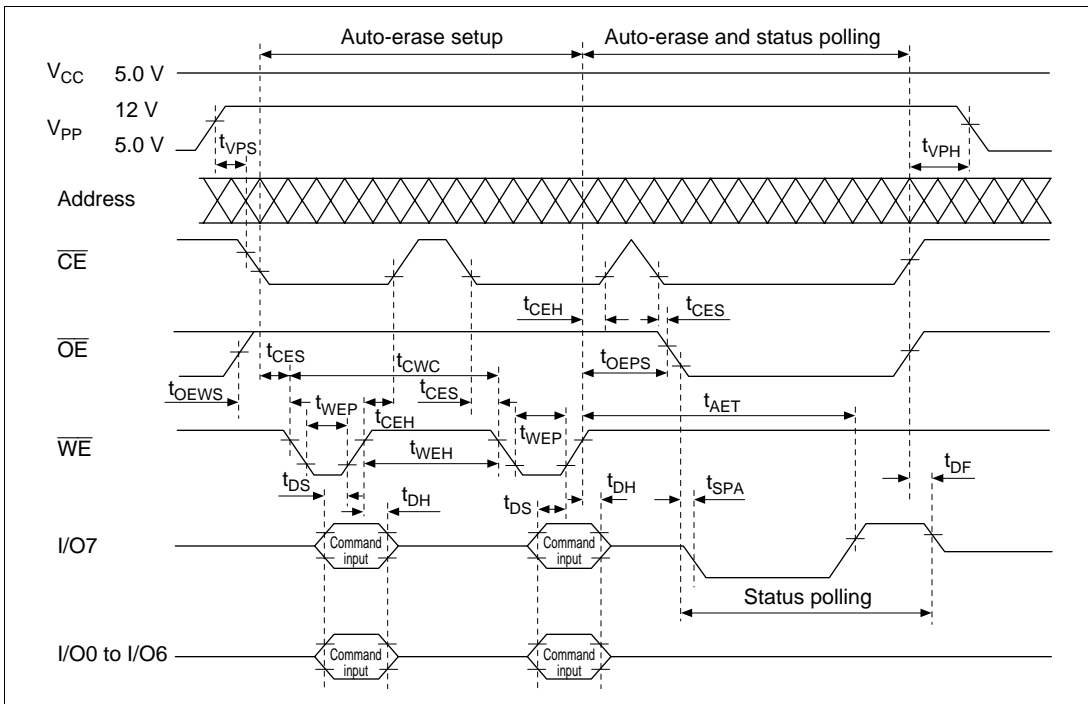 Auto-erase setup Auto-erase and status polling
VCC 5.0 V
12 V
VPP
5.0 V
tVPS tVPH
Address
CE
tCEH tCES
OE
tCES tCWC tOEPS
tOEWS tWEP tCES tAET
tCEH tWEP
WE
tWEH
tDS tDH tDS tDH tSPA tDF
I/O7 Command input Command input
Status polling
I/O0 to I/O6 Command input Command input